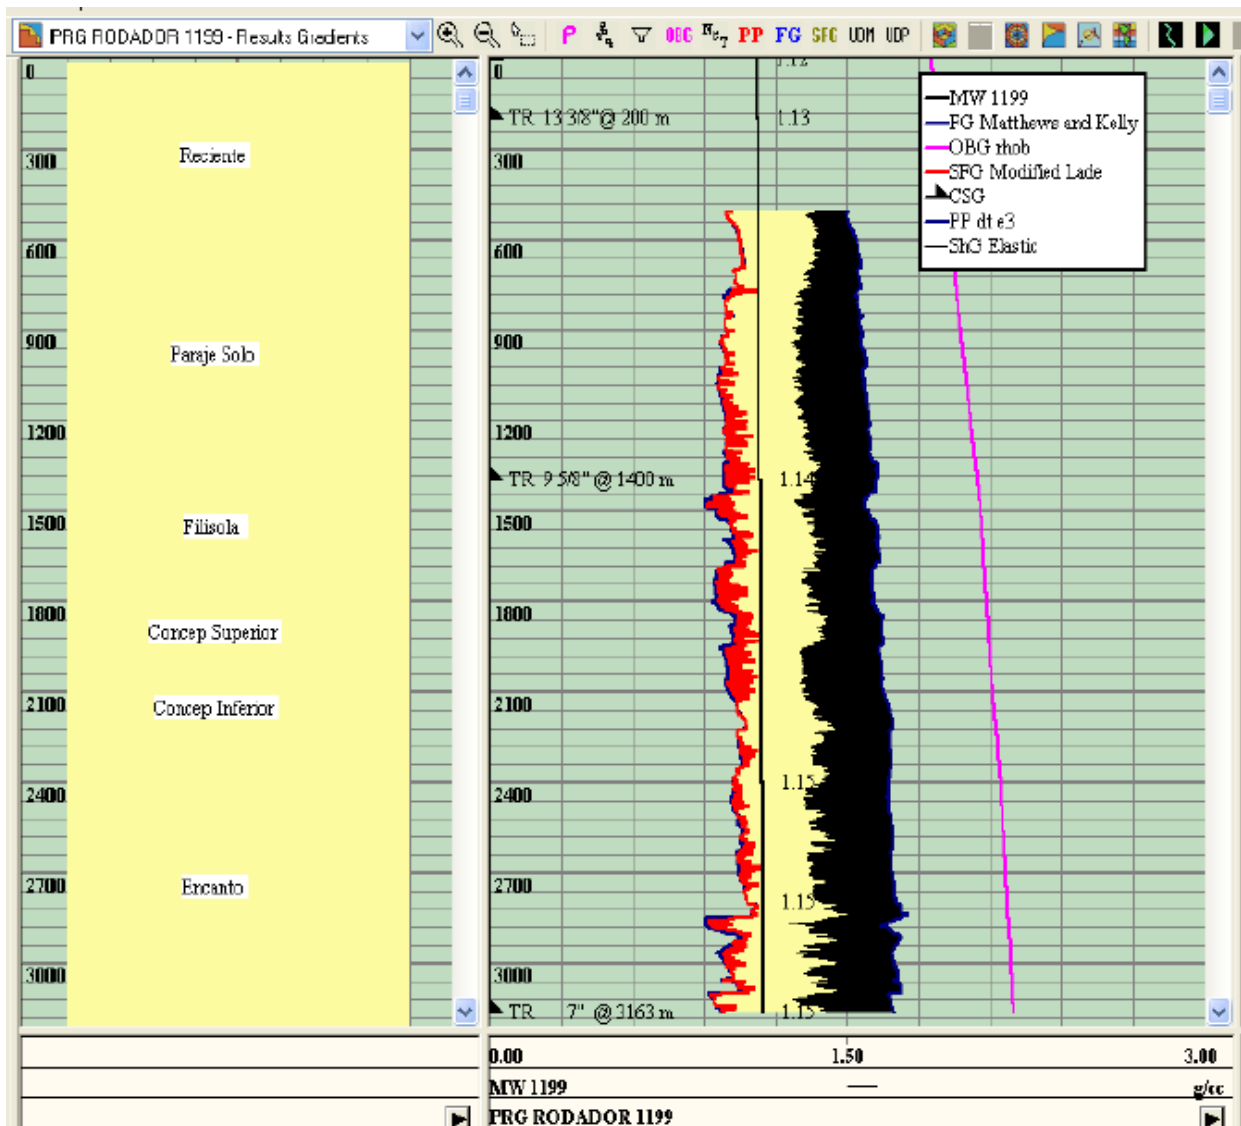 PRG RODADOR 1199 - Results Gradients
P OBG PP FG SFG UDM UDP
0
Reciente
300
600
900
Paraje Solo
1200
1500
Filisola
1800
Concep Superior
2100
Concep Inferior
2400
2700
Encanto
3000
0
1.12
TR 13 3/8"@ 200 m
1.13
300
600
900
1200
TR 9 5/8" @ 1400 m
1.14
1500
1800
2100
2400
1.15
2700
1.15
3000
TR 7" @ 3163 m
1.15
MW 1199
FG Matthews and Kelly
OBG rhob
SFG Modified Lade
CSG
PP dt e3
ShG Elastic
0.00 1.50 3.00
MW 1199 g/cc
PRG RODADOR 1199